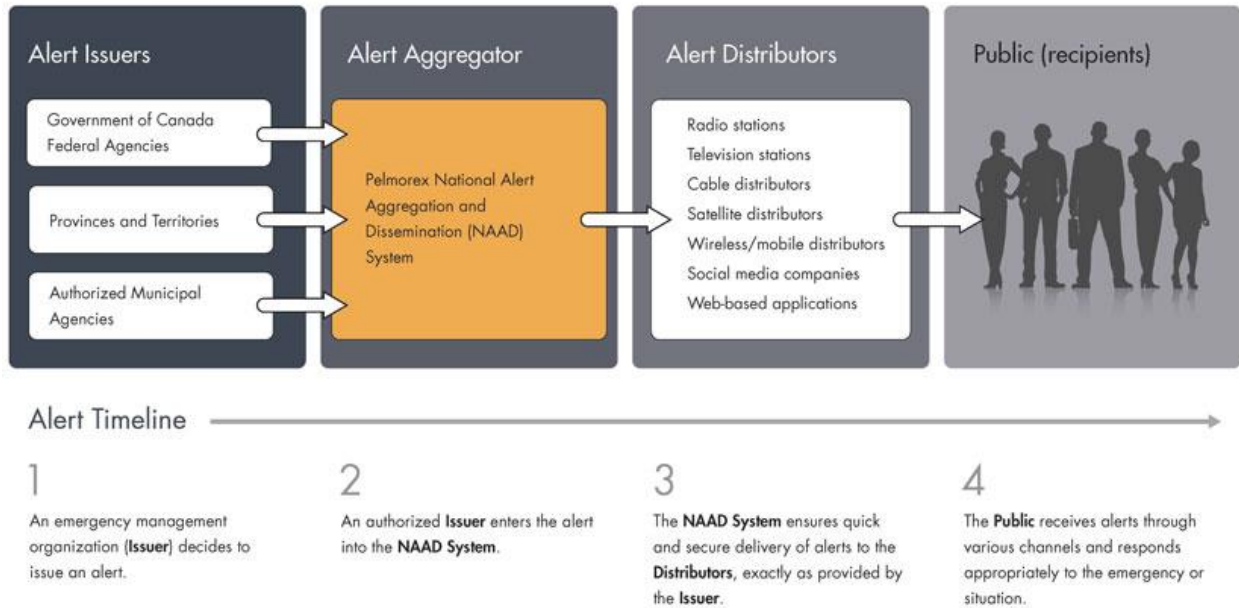 Alert Issuers
Government of Canada
Federal Agencies
Provinces and Territories
Authorized Municipal
Agencies
Alert Aggregator
Pelmorex National Alert
Aggregation and
Dissemination (NAAD)
System
Alert Distributors
Radio stations
Television stations
Cable distributors
Satellite distributors
Wireless/mobile distributors
Social media companies
Web-based applications
Public (recipients)
Alert Timeline
1
An emergency management
organization (Issuer) decides to
issue an alert.
2
An authorized Issuer enters the alert
into the NAAD System.
3
The NAAD System ensures quick
and secure delivery of alerts to the
Distributors, exactly as provided by
the Issuer.
4
The Public receives alerts through
various channels and responds
appropriately to the emergency or
situation.